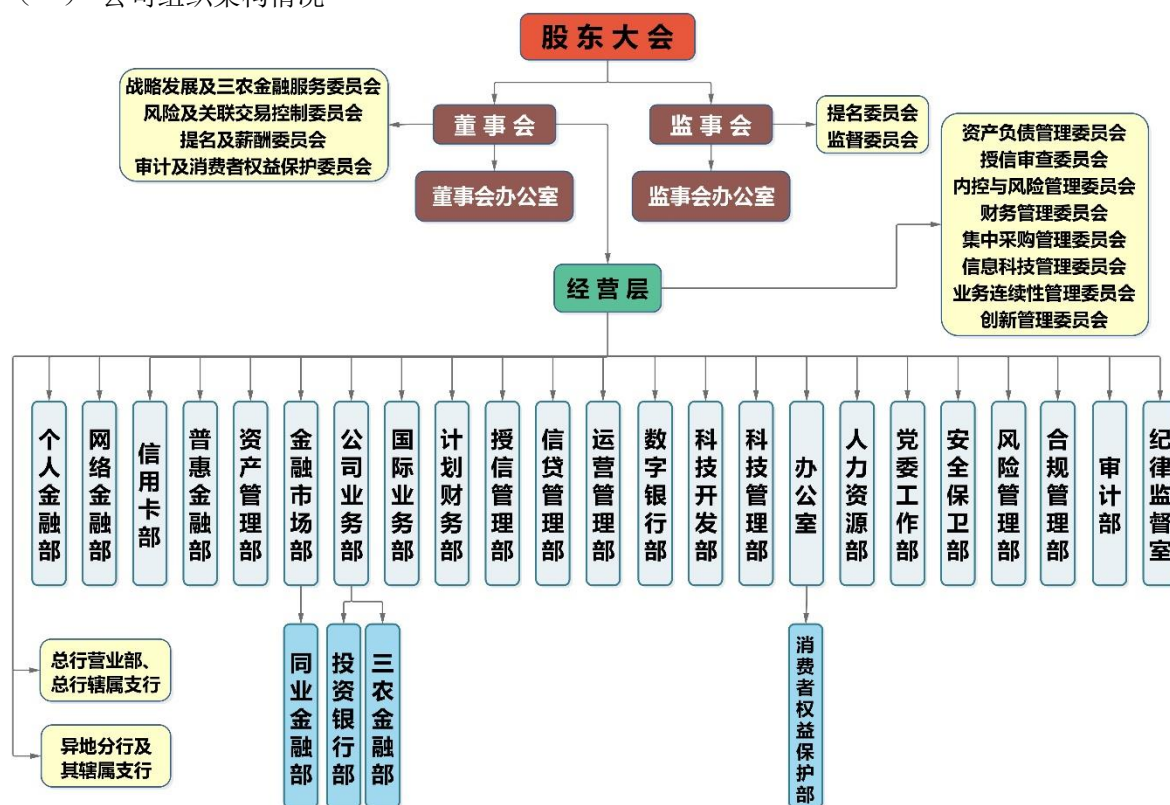 公司组织架构情况
股东大会
战略发展及三农金融服务委员会
风险及关联交易控制委员会
提名及薪酬委员会
审计及消费者权益保护委员会
董事会
监事会
提名委员会
监督委员会
董事会办公室
监事会办公室
资产负债管理委员会
授信审查委员会
内控与风险管理委员会
财务管理委员会
集中采购管理委员会
信息科技管理委员会
业务连续性管理委员会
创新管理委员会
经营层
个人金融部
网络金融部
信用卡部
普惠金融部
资产管理部
金融市场部
公司业务部
国际业务部
计划财务部
授信管理部
信贷管理部
运营管理部
数字银行部
科技开发部
科技管理部
办公室
人力资源部
党委工作部
安全保卫部
风险管理部
合规管理部
审计部
纪律监督室
总行营业部、
总行辖属支行
异地分行及
其辖属支行
同业金融部
投资银行部
三农金融部
消费者权益保护部